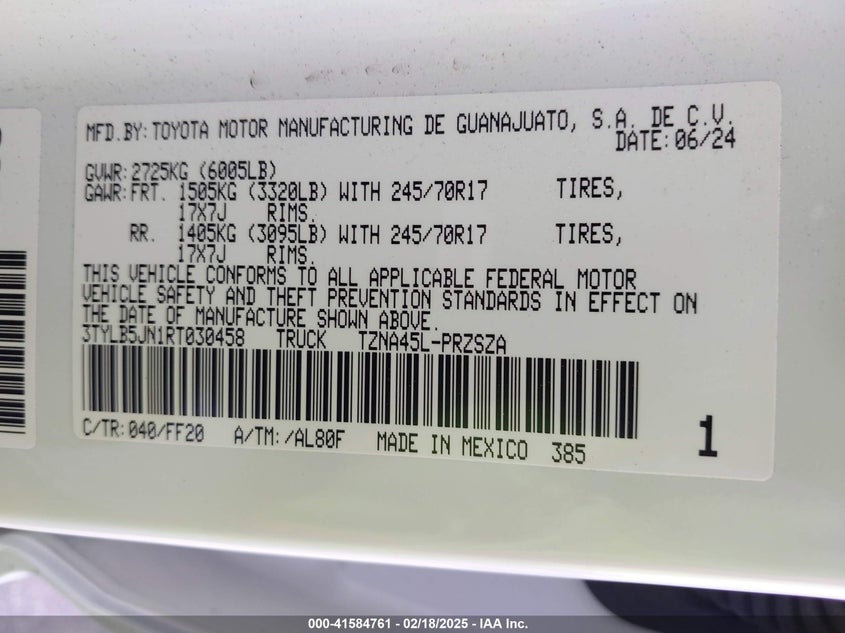 MFD.BY:TOYOTA MOTOR MANUFACTURING DE GUANAJUATO, S.A. DE C.V.
DATE:06/24
GVWR:2725KG (6005LB)
GAWR:FRT. 1505KG (3320LB) WITH 245/70R17 TIRES,
17X7J RIMS.
RR. 1405KG (3095LB) WITH 245/70R17 TIRES,
17X7J RIMS.
THIS VEHICLE CONFORMS TO ALL APPLICABLE FEDERAL MOTOR
VEHICLE SAFETY AND THEFT PREVENTION STANDARDS IN EFFECT ON
THE DATE OF MANUFACTURE SHOWN ABOVE.
3TYLB5JN1RT030458 TRUCK TZNA45L-PRZSZA
C/TR:040/FF20 A/TM:/AL80F MADE IN MEXICO 385
1
000-41584761 - 02/18/2025 - IAA Inc.